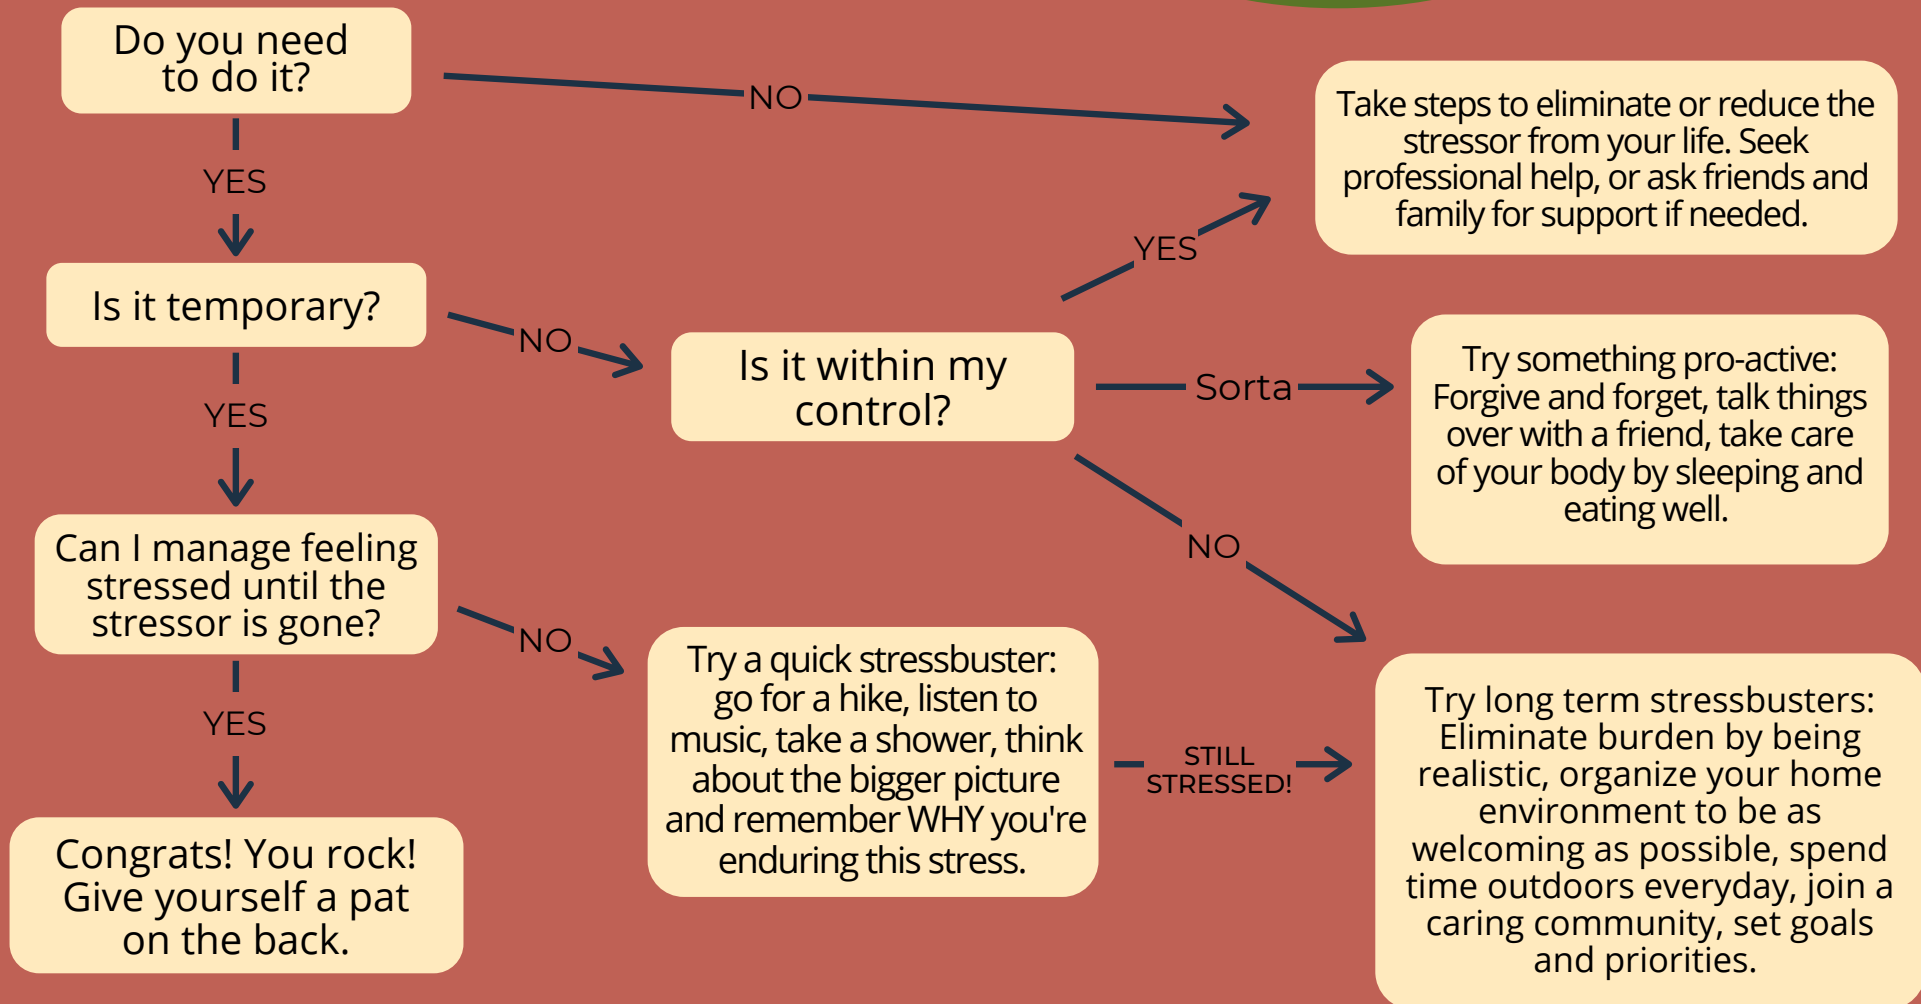 Do you need
to do it?
NO
Take steps to eliminate or reduce the
stressor from your life. Seek
professional help, or ask friends and
family for support if needed.
YES
YES
Is it temporary?
NO
Is it within my
control?
Sorta
Try something pro-active:
Forgive and forget, talk things
over with a friend, take care
of your body by sleeping and
eating well.
YES
NO
Can I manage feeling
stressed until the
stressor is gone?
NO
Try a quick stressbuster:
go for a hike, listen to
music, take a shower, think
about the bigger picture
and remember WHY you're
enduring this stress.
STILL
STRESSED!
Try long term stressbusters:
Eliminate burden by being
realistic, organize your home
environment to be as
welcoming as possible, spend
time outdoors everyday, join a
caring community, set goals
and priorities.
YES
Congrats! You rock!
Give yourself a pat
on the back.